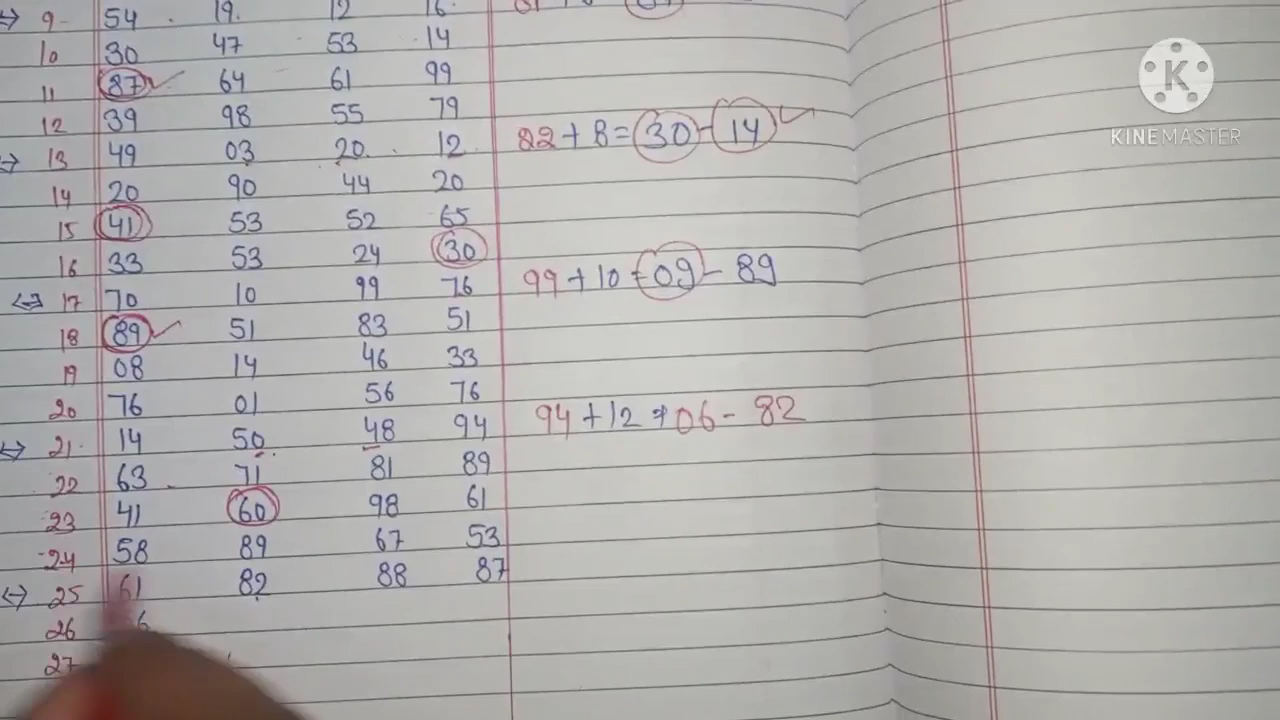 9 54 19 12 16
10 30 47 53 14
11 87 64 61 99
12 39 98 55 79
82+8=30-14
13 49 03 20 12
14 20 90 44 20
15 41 53 52 65
16 33 53 24 30
99+10-09-89
17 70 10 99 76
18 89 51 83 51
19 08 14 46 33
20 76 01 56 76
94+12 06-82
21 14 50 48 94
22 63 71 81 89
23 41 60 98 61
24 58 89 67 53
25 61 82 88 87
26
27
K
KINEMASTER